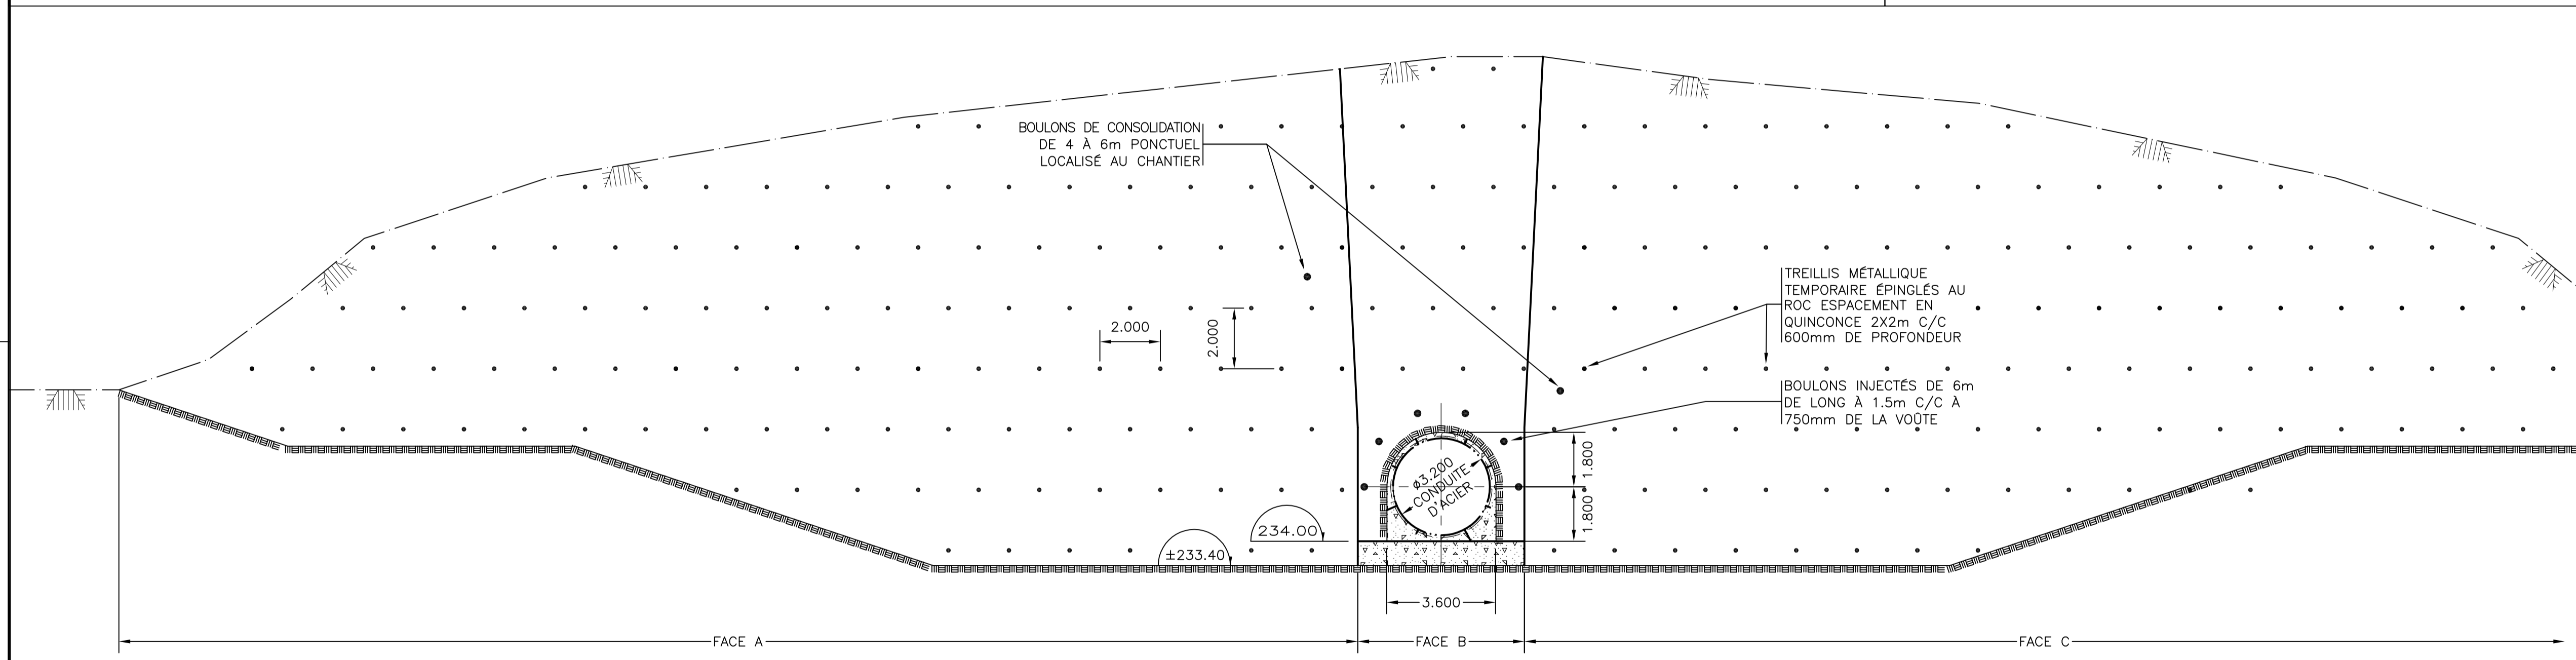 BOULONS DE CONSOLIDATION
DE 4 À 6m PONCTUEL
LOCALISÉ AU CHANTIER
TREILLIS MÉTALLIQUE
TEMPORAIRE ÉPINGLÉS AU
ROC ESPACEMENT EN
QUINCONCE 2X2m C/C
600mm DE PROFONDEUR
2.000
2.000
BOULONS INJECTÉS DE 6m
DE LONG À 1.5m C/C À
750mm DE LA VOÛTE
ø3.200
CONDUITE
D'ACIER
1.800
1.800
234.00
±233.40
3.600
FACE A
FACE B
FACE C